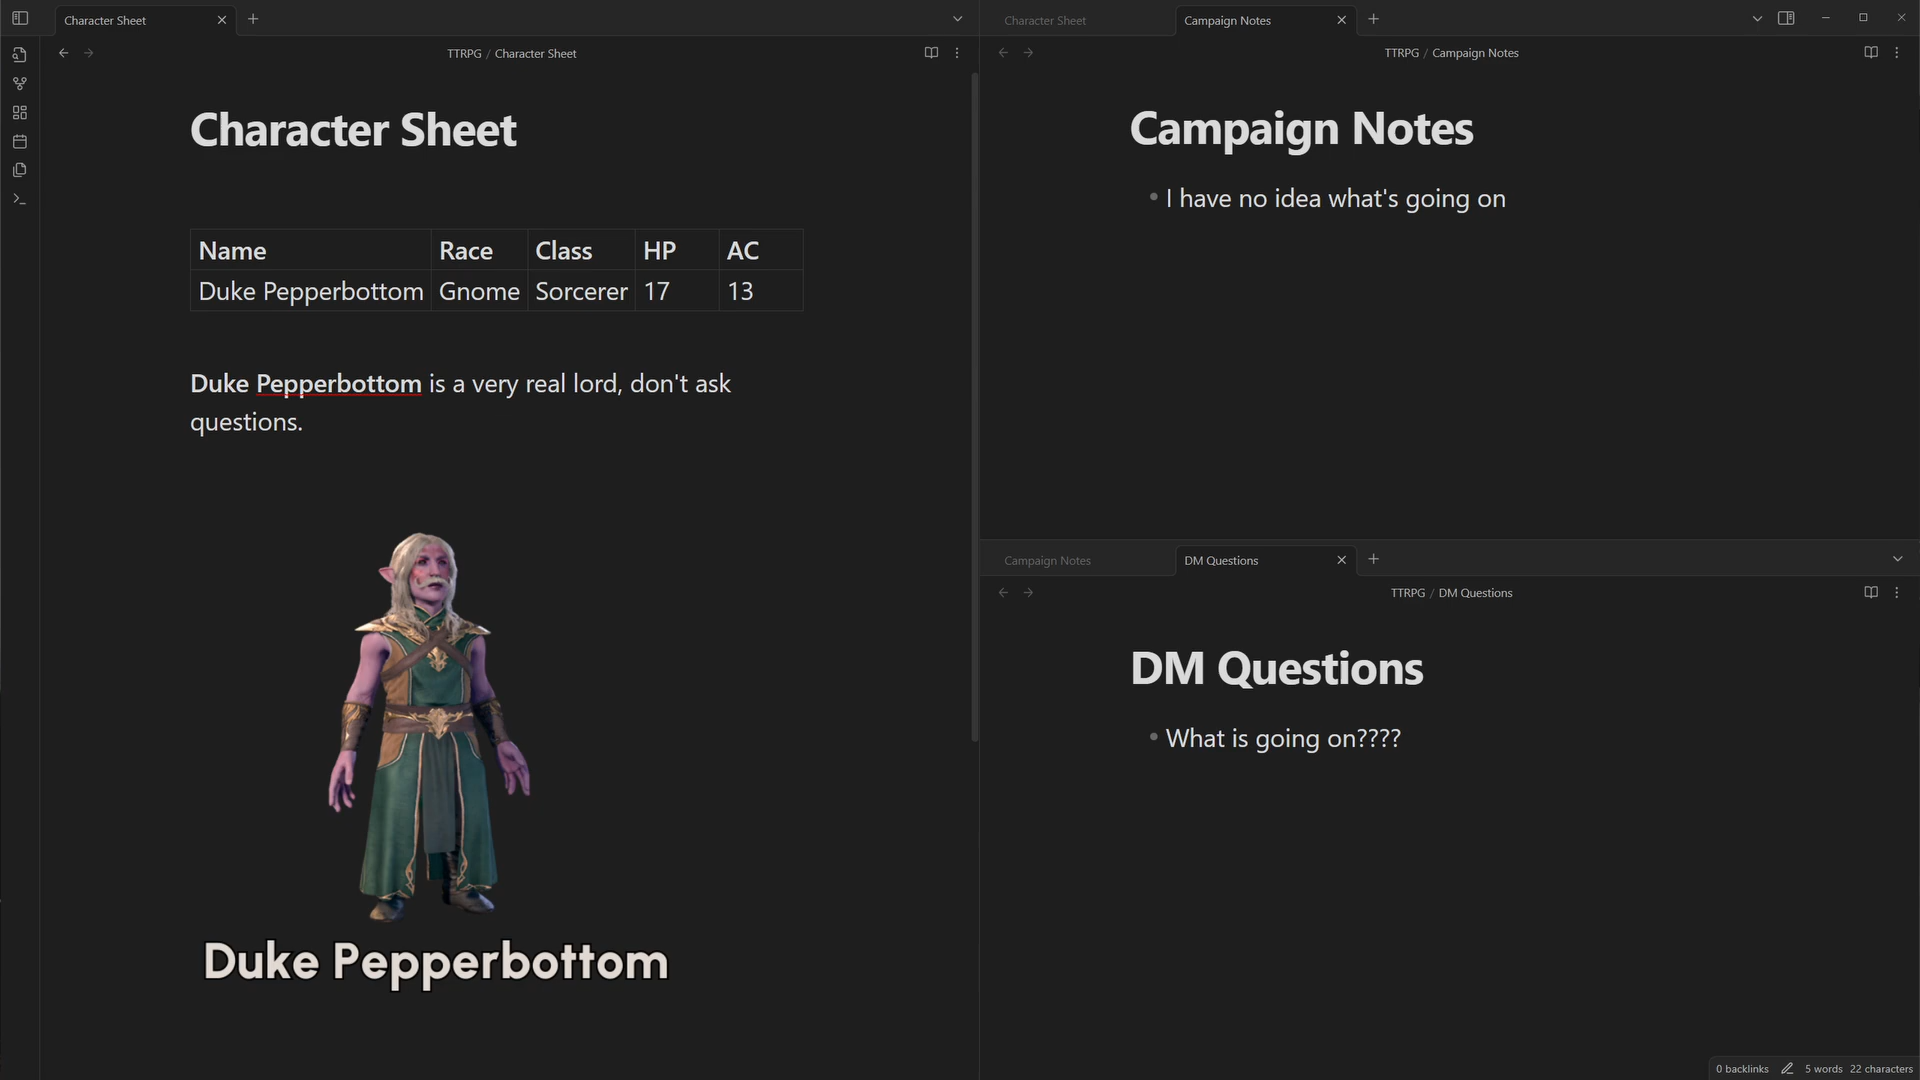 Character Sheet
TTRPG / Character Sheet
Character Sheet
Name Race Class HP AC
Duke Pepperbottom Gnome Sorcerer 17 13
Duke Pepperbottom is a very real lord, don't ask
questions.
Duke Pepperbottom
Character Sheet Campaign Notes
TTRPG / Campaign Notes
Campaign Notes
• I have no idea what's going on
Campaign Notes DM Questions
TTRPG / DM Questions
DM Questions
• What is going on????
0 backlinks 5 words 22 characters